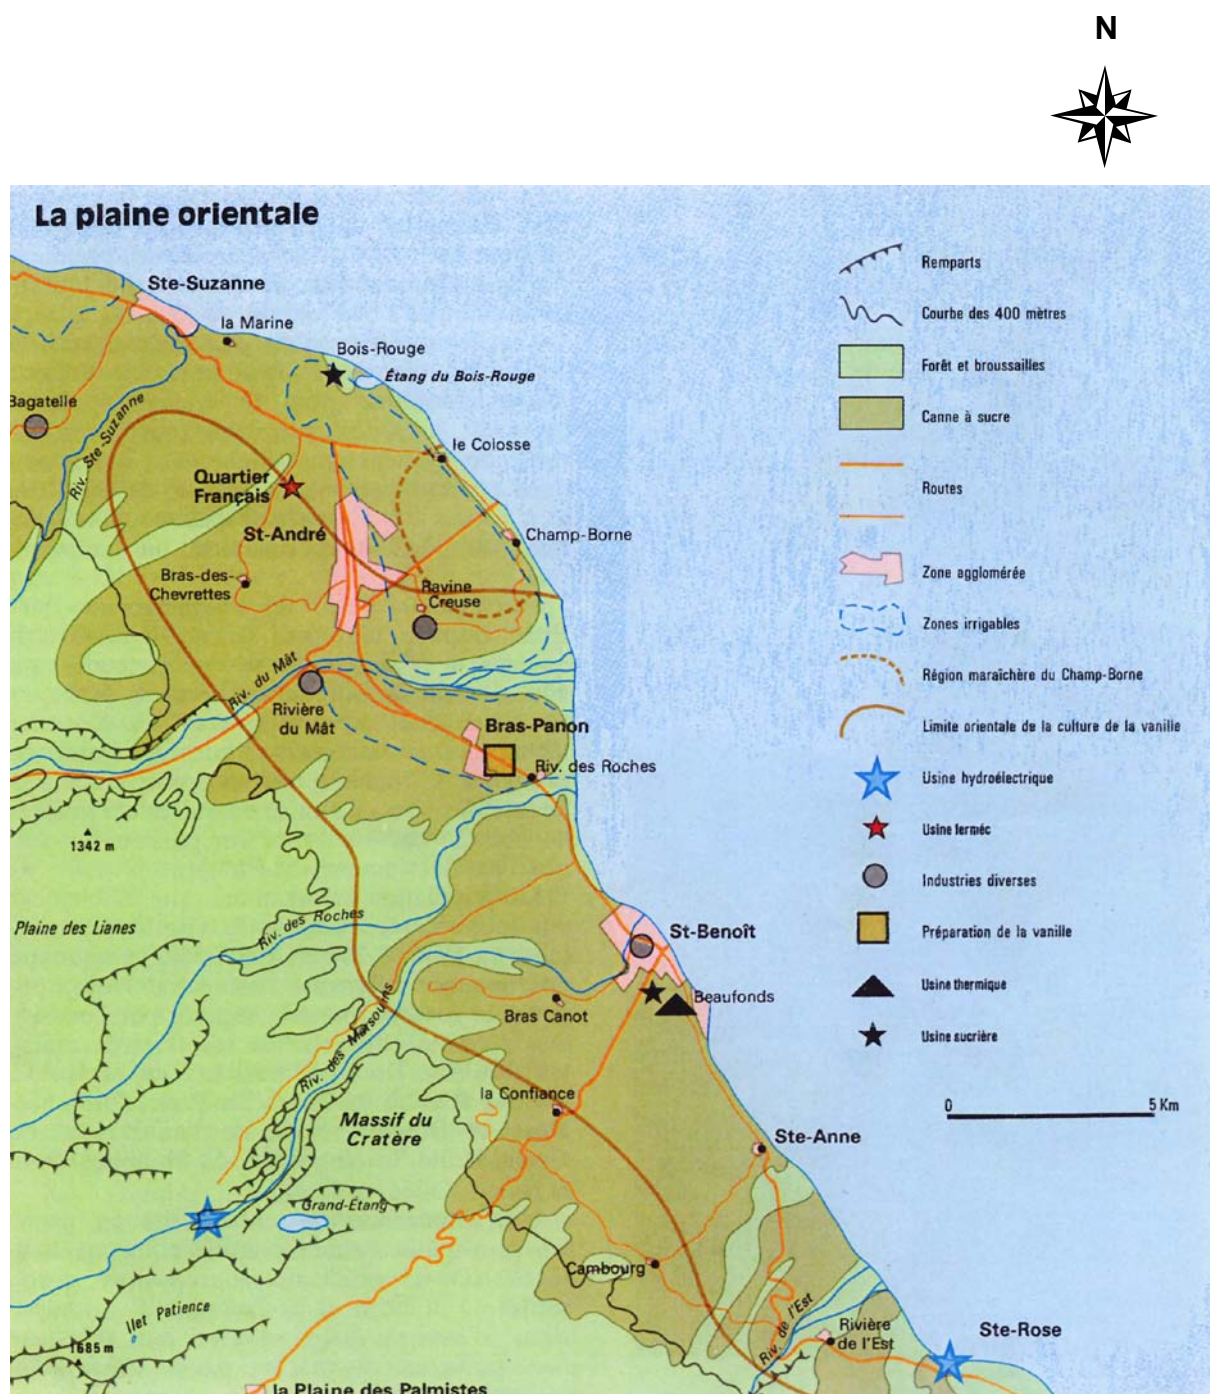 N
La plaine orientale
Ste-Suzanne
la Marine
Bois-Rouge
Étang du Bois-Rouge
Bagatelle
Riv. Ste-Suzanne
le Colosse
Quartier
Français
St-André
Champ-Borne
Bras-des-
Chevrettes
Ravine
Creuse
Riv. du Mât
Rivière
du Mât
Bras-Panon
Riv. des Roches
1342 m
Plaine des Lianes
Riv. des Roches
St-Benoît
Beaufonds
Bras Canot
Riv. des Marsouins
la Confiance
Massif du
Cratère
Ste-Anne
Grand-Étang
Cambourg
Ilet Patience
1685 m
Riv. de l'Est
Rivière
de l'Est
Ste-Rose
la Plaine des Palmistes
Remparts
Courbe des 400 mètres
Forêt et broussailles
Canne à sucre
Routes
Zone agglomérée
Zones irrigables
Région maraîchère du Champ-Borne
Limite orientale de la culture de la vanille
Usine hydroélectrique
Usine fermée
Industries diverses
Préparation de la vanille
Usine thermique
Usine sucrière
0 5 Km